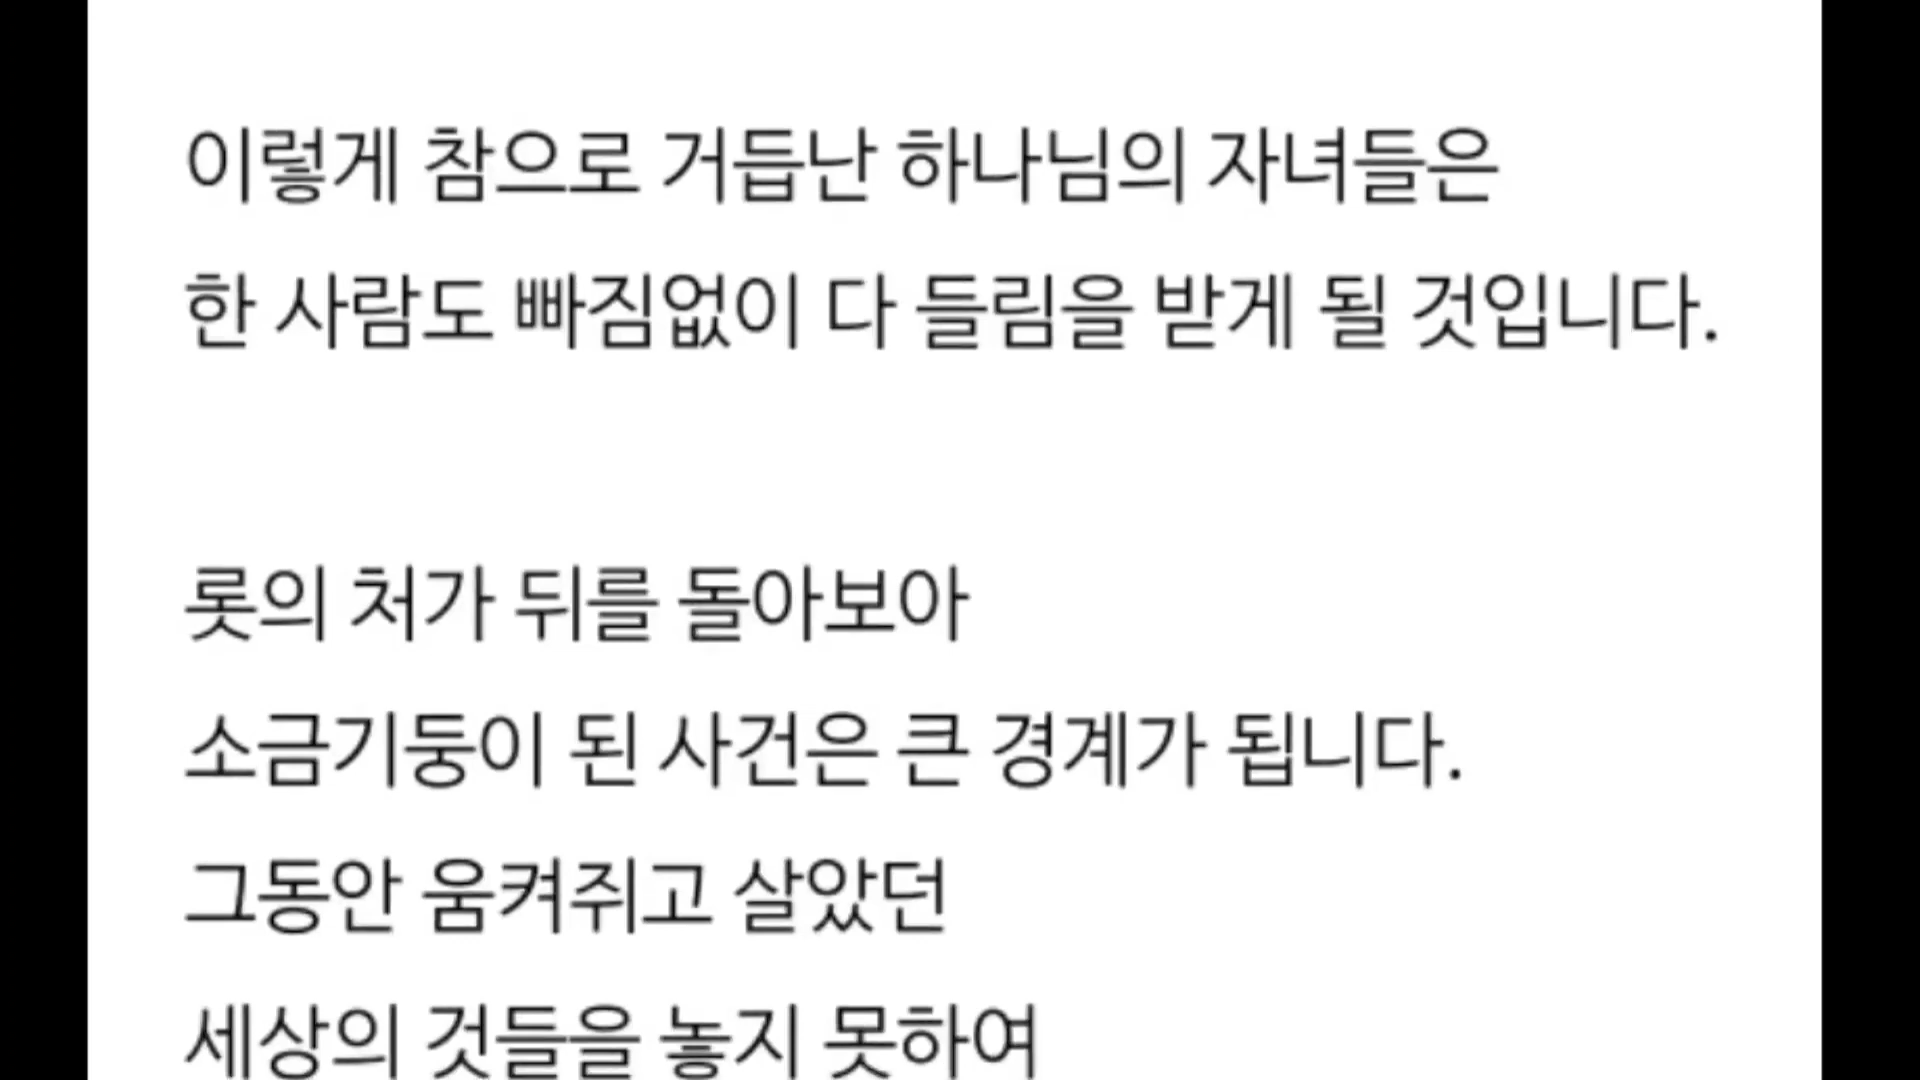 이렇게 참으로 거듭난 하나님의 자녀들은
한 사람도 빠짐없이 다 들림을 받게 될 것입니다.
롯의 처가 뒤를 돌아보아
소금기둥이 된 사건은 큰 경계가 됩니다.
그동안 움켜쥐고 살았던
세상의 것들을 놓지 못하여